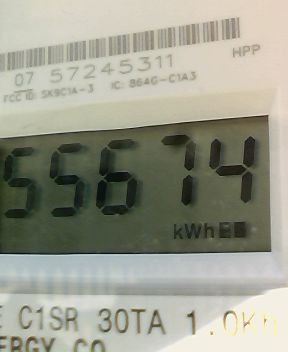 07 57245311
HPP
FCC ID: SK9C1A-3 IC: 864G-C1A3
55674
kWh
E C1SR 30TA 1.0Kh
ERGY CO